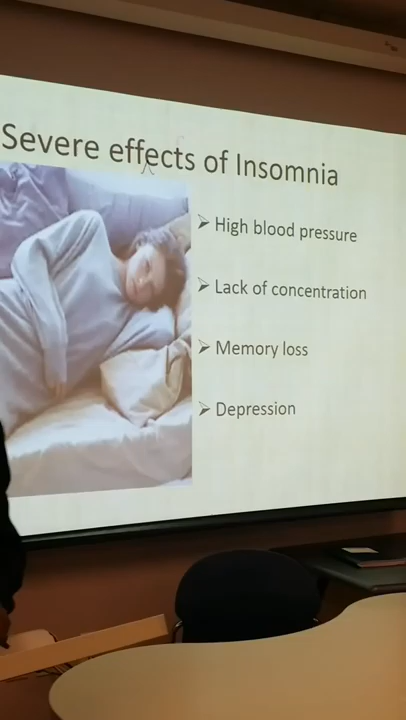 Severe effects of Insomnia
➢ High blood pressure
➢ Lack of concentration
➢ Memory loss
➢ Depression